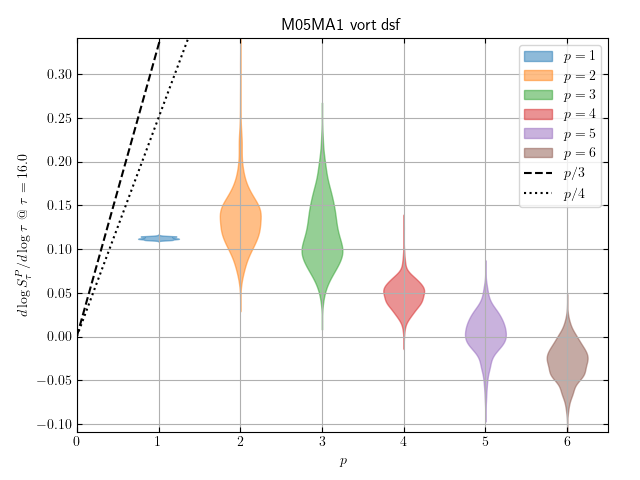 M05MA1 vort dsf
d log S_τ^P / d log τ @ τ = 16.0
0.30
0.25
0.20
0.15
0.10
0.05
0.00
−0.05
−0.10
0 1 2 3 4 5 6
p
p = 1
p = 2
p = 3
p = 4
p = 5
p = 6
p/3
p/4